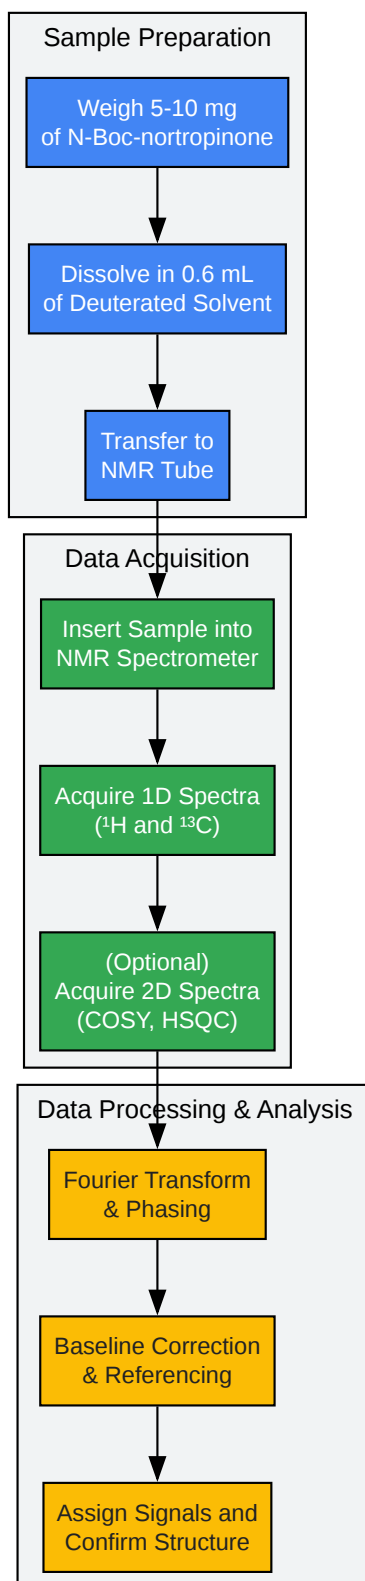 Sample Preparation
Weigh 5-10 mg
of N-Boc-nortropinone
Dissolve in 0.6 mL
of Deuterated Solvent
Transfer to
NMR Tube
Data Acquisition
Insert Sample into
NMR Spectrometer
Acquire 1D Spectra
(¹H and ¹³C)
(Optional)
Acquire 2D Spectra
(COSY, HSQC)
Data Processing & Analysis
Fourier Transform
& Phasing
Baseline Correction
& Referencing
Assign Signals and
Confirm Structure